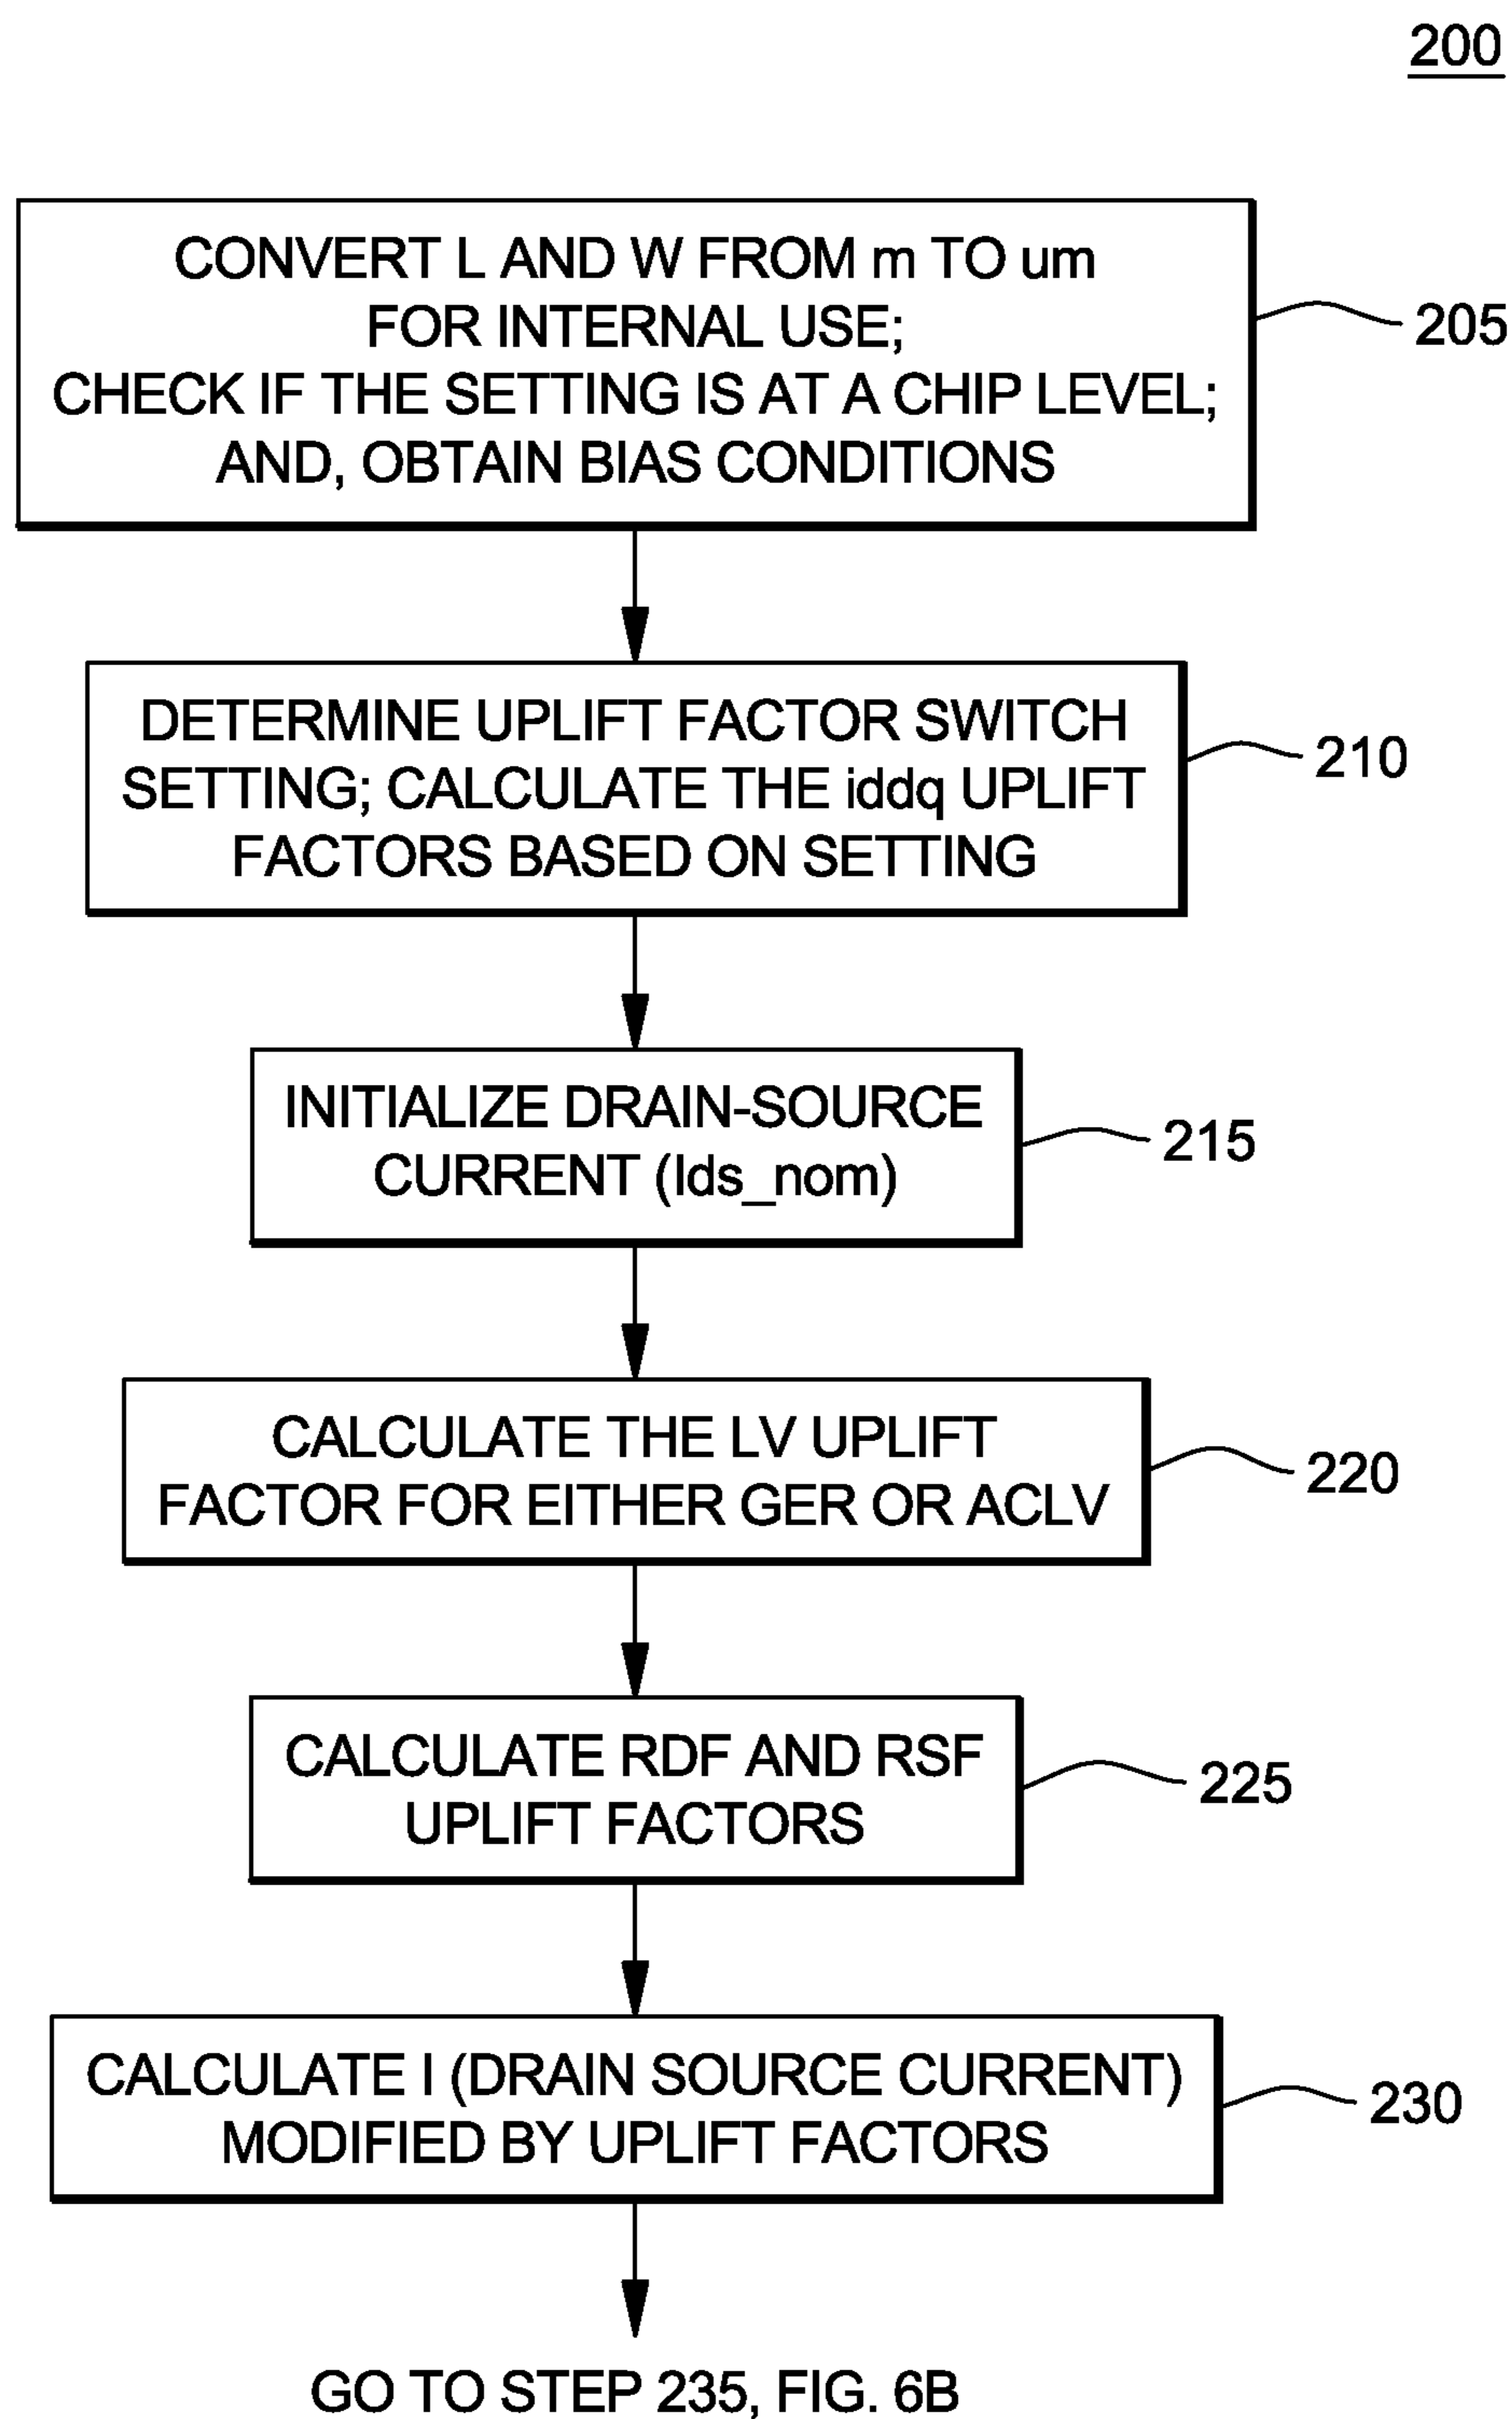 200
CONVERT L AND W FROM m TO um
FOR INTERNAL USE;
CHECK IF THE SETTING IS AT A CHIP LEVEL;
AND, OBTAIN BIAS CONDITIONS
205
DETERMINE UPLIFT FACTOR SWITCH
SETTING; CALCULATE THE iddq UPLIFT
FACTORS BASED ON SETTING
210
INITIALIZE DRAIN-SOURCE
CURRENT (Ids_nom)
215
CALCULATE THE LV UPLIFT
FACTOR FOR EITHER GER OR ACLV
220
CALCULATE RDF AND RSF
UPLIFT FACTORS
225
CALCULATE I (DRAIN SOURCE CURRENT)
MODIFIED BY UPLIFT FACTORS
230
GO TO STEP 235, FIG. 6B